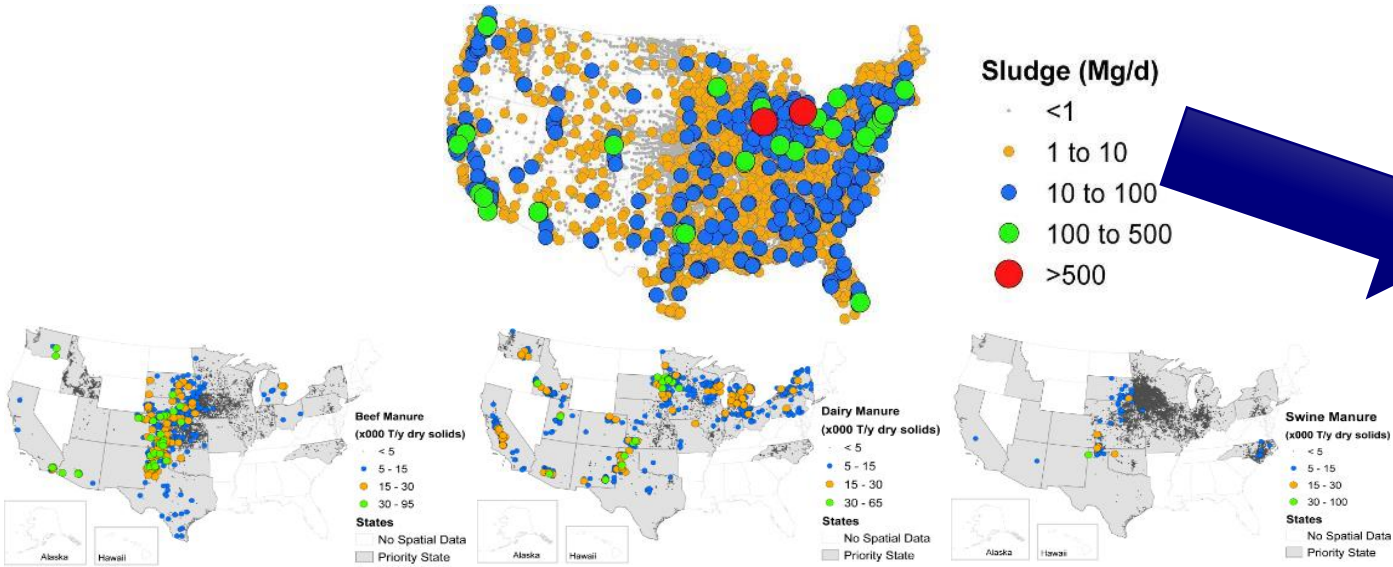 Sludge (Mg/d)
<1
1 to 10
10 to 100
100 to 500
>500
Beef Manure
(x000 T/y dry solids)
< 5
5 - 15
15 - 30
30 - 95
States
No Spatial Data
Priority State
Alaska
Hawaii
Dairy Manure
(x000 T/y dry solids)
< 5
5 - 15
15 - 30
30 - 65
States
No Spatial Data
Priority State
Alaska
Hawaii
Swine Manure
(x000 T/y dry solids)
< 5
5 - 15
15 - 30
30 - 100
States
No Spatial Data
Priority State
Alaska
Hawaii